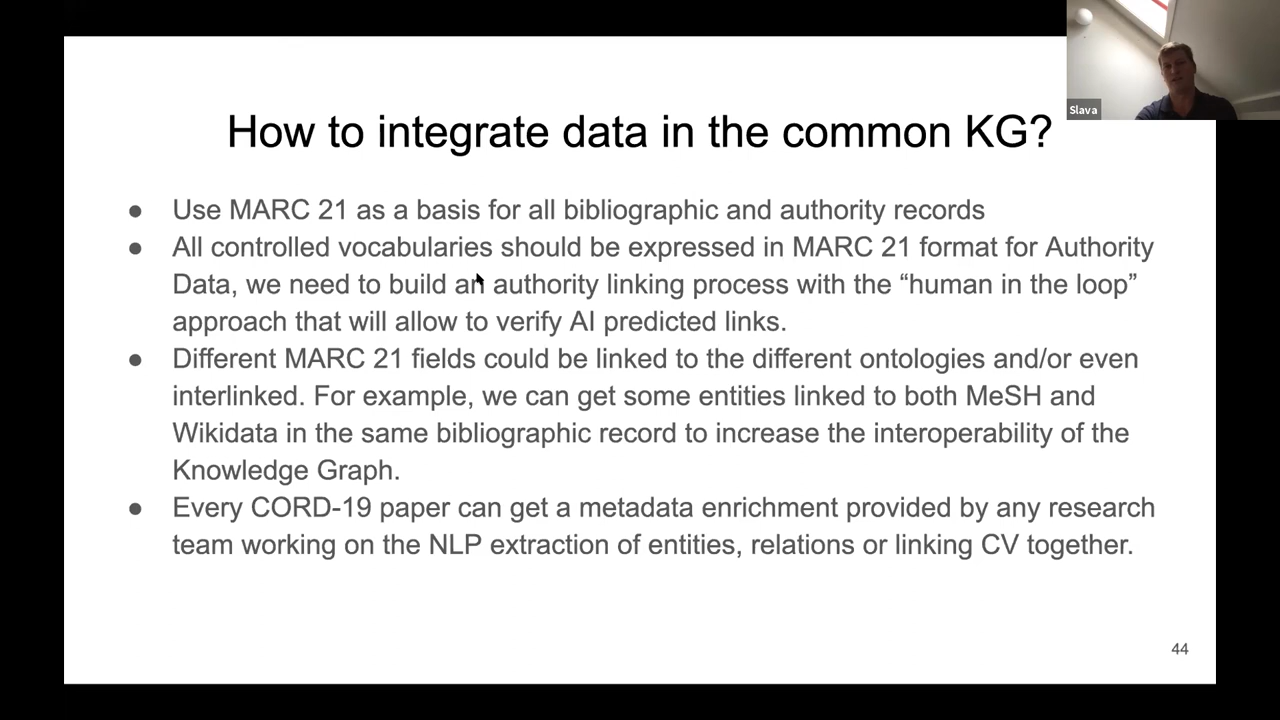 Slava
How to integrate data in the common KG?
● Use MARC 21 as a basis for all bibliographic and authority records
● All controlled vocabularies should be expressed in MARC 21 format for Authority
Data, we need to build an authority linking process with the “human in the loop”
approach that will allow to verify AI predicted links.
● Different MARC 21 fields could be linked to the different ontologies and/or even
interlinked. For example, we can get some entities linked to both MeSH and
Wikidata in the same bibliographic record to increase the interoperability of the
Knowledge Graph.
● Every CORD-19 paper can get a metadata enrichment provided by any research
team working on the NLP extraction of entities, relations or linking CV together.
44